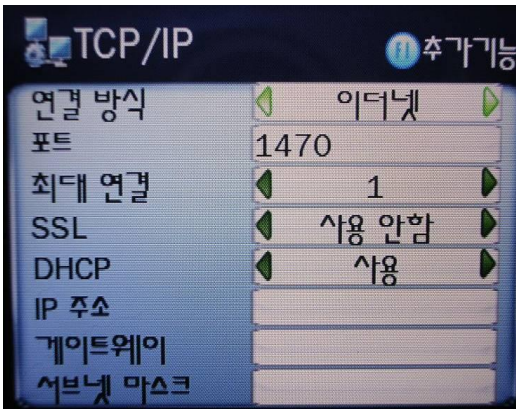 TCP/IP
F1 추가기능
연결 방식 이더넷
포트 1470
최대 연결 1
SSL 사용 안함
DHCP 사용
IP 주소
게이트웨이
서브넷 마스크